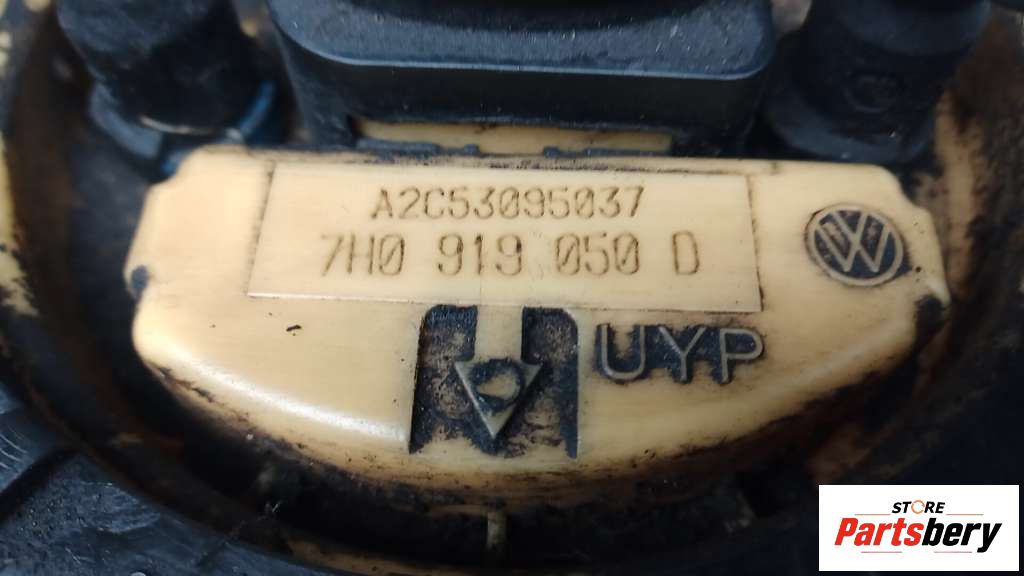 A2C53095037
7H0 919 050 D
VW
UYP
STORE
Partsbery